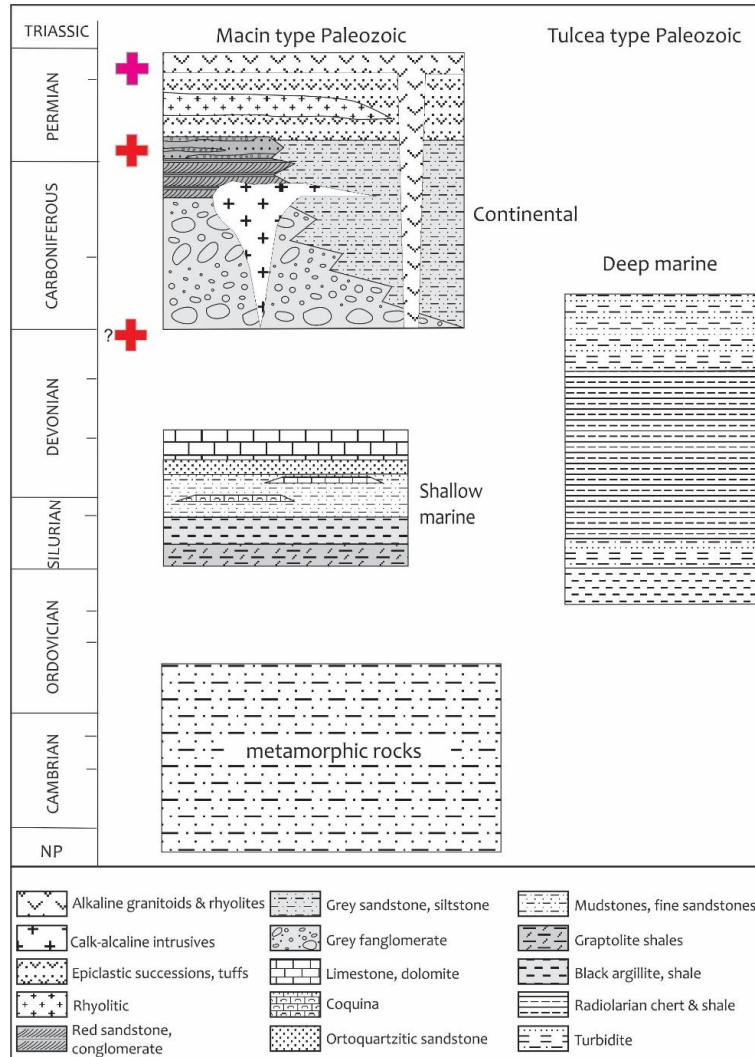 TRIASSIC
Macin type Paleozoic
Tulcea type Paleozoic
PERMIAN
CARBONIFEROUS
Continental
Deep marine
?
DEVONIAN
Shallow
marine
SILURIAN
ORDOVICIAN
metamorphic rocks
CAMBRIAN
NP
Alkaline granitoids & rhyolites
Grey sandstone, siltstone
Mudstones, fine sandstones
Calk-alcaline intrusives
Grey fanglomerate
Graptolite shales
Epiclastic successions, tuffs
Limestone, dolomite
Black argillite, shale
Rhyolitic
Coquina
Radiolarian chert & shale
Red sandstone,
conglomerate
Ortoquartzitic sandstone
Turbidite